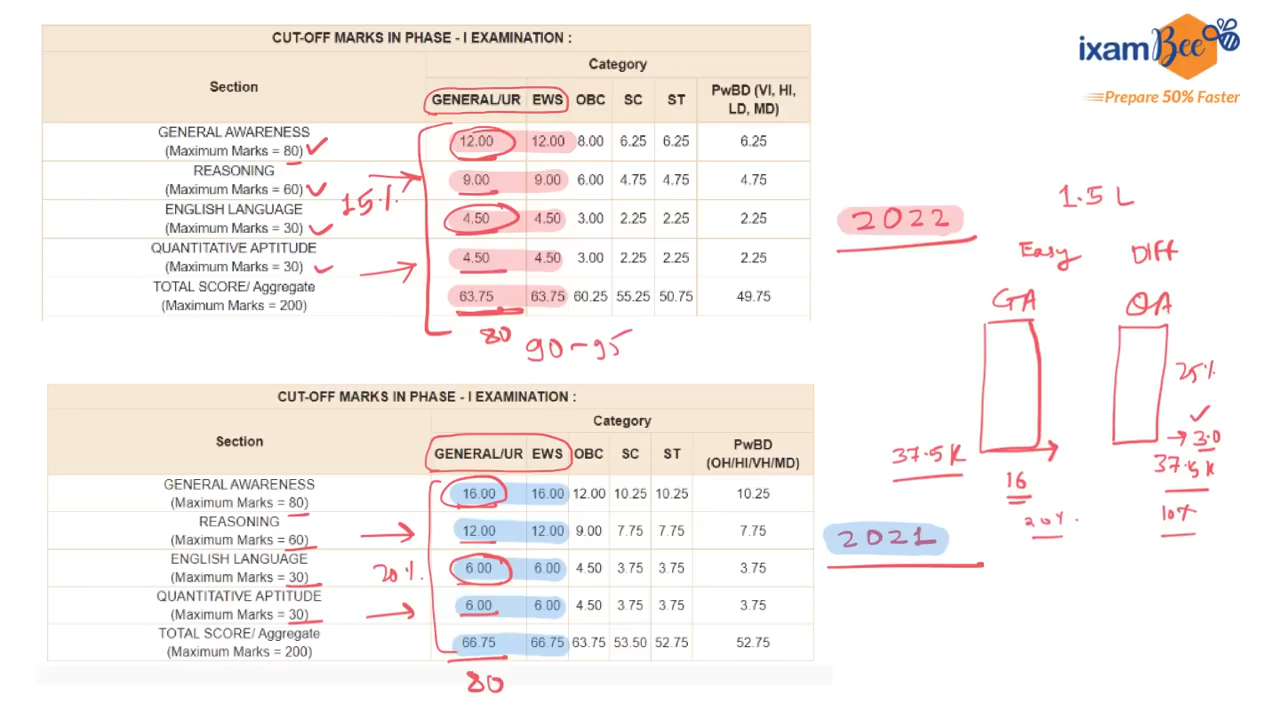 CUT-OFF MARKS IN PHASE - I EXAMINATION :
Section
Category
GENERAL/UR EWS OBC SC ST PwBD (VI, HI, LD, MD)
GENERAL AWARENESS
(Maximum Marks = 80) 12.00 12.00 8.00 6.25 6.25 6.25
REASONING
(Maximum Marks = 60) 9.00 9.00 6.00 4.75 4.75 4.75
ENGLISH LANGUAGE
(Maximum Marks = 30) 4.50 4.50 3.00 2.25 2.25 2.25
QUANTITATIVE APTITUDE
(Maximum Marks = 30) 4.50 4.50 3.00 2.25 2.25 2.25
TOTAL SCORE/ Aggregate
(Maximum Marks = 200) 63.75 63.75 60.25 55.25 50.75 49.75
15%
80
90-95
CUT-OFF MARKS IN PHASE - I EXAMINATION :
Section
Category
GENERAL/UR EWS OBC SC ST PwBD (OH/HI/VH/MD)
GENERAL AWARENESS
(Maximum Marks = 80) 16.00 16.00 12.00 10.25 10.25 10.25
REASONING
(Maximum Marks = 60) 12.00 12.00 9.00 7.75 7.75 7.75
ENGLISH LANGUAGE
(Maximum Marks = 30) 6.00 6.00 4.50 3.75 3.75 3.75
QUANTITATIVE APTITUDE
(Maximum Marks = 30) 6.00 6.00 4.50 3.75 3.75 3.75
TOTAL SCORE/ Aggregate
(Maximum Marks = 200) 66.75 66.75 63.75 53.50 52.75 52.75
20%
80
ixamBee
Prepare 50% Faster
2022
1.5 L
Easy Diff
GA QA
25%
3.0
37.5 K
37.5 K
16
20%.
10%
2021